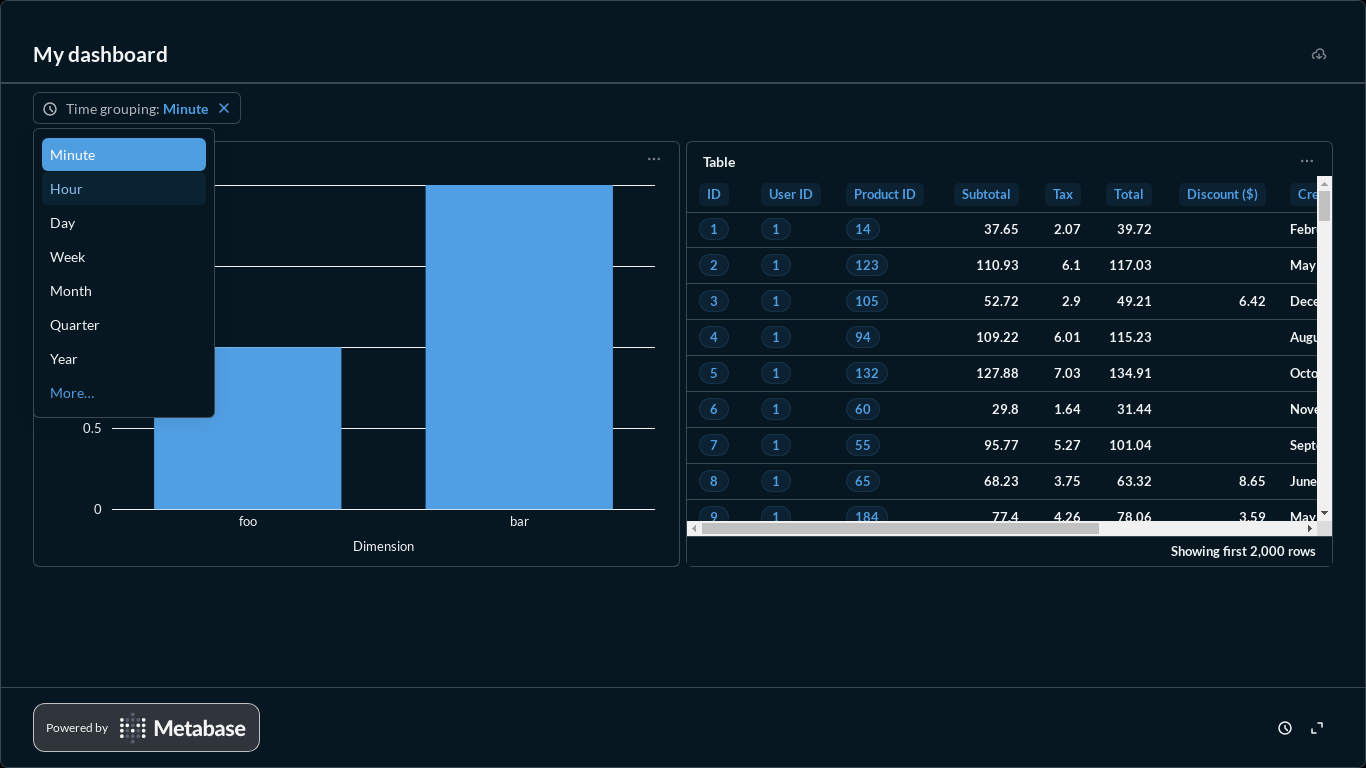 My dashboard
Time grouping: Minute
Minute
Hour
Day
Week
Month
Quarter
Year
More...
0.5
0
foo
bar
Dimension
Table
ID User ID Product ID Subtotal Tax Total Discount ($) Cre
1 1 14 37.65 2.07 39.72 Febru
2 1 123 110.93 6.1 117.03 May
3 1 105 52.72 2.9 49.21 6.42 Dece
4 1 94 109.22 6.01 115.23 Augu
5 1 132 127.88 7.03 134.91 Octo
6 1 60 29.8 1.64 31.44 Nove
7 1 55 95.77 5.27 101.04 Septe
8 1 65 68.23 3.75 63.32 8.65 June
9 1 184 77.4 4.26 78.06 3.59 May
Showing first 2,000 rows
Powered by Metabase